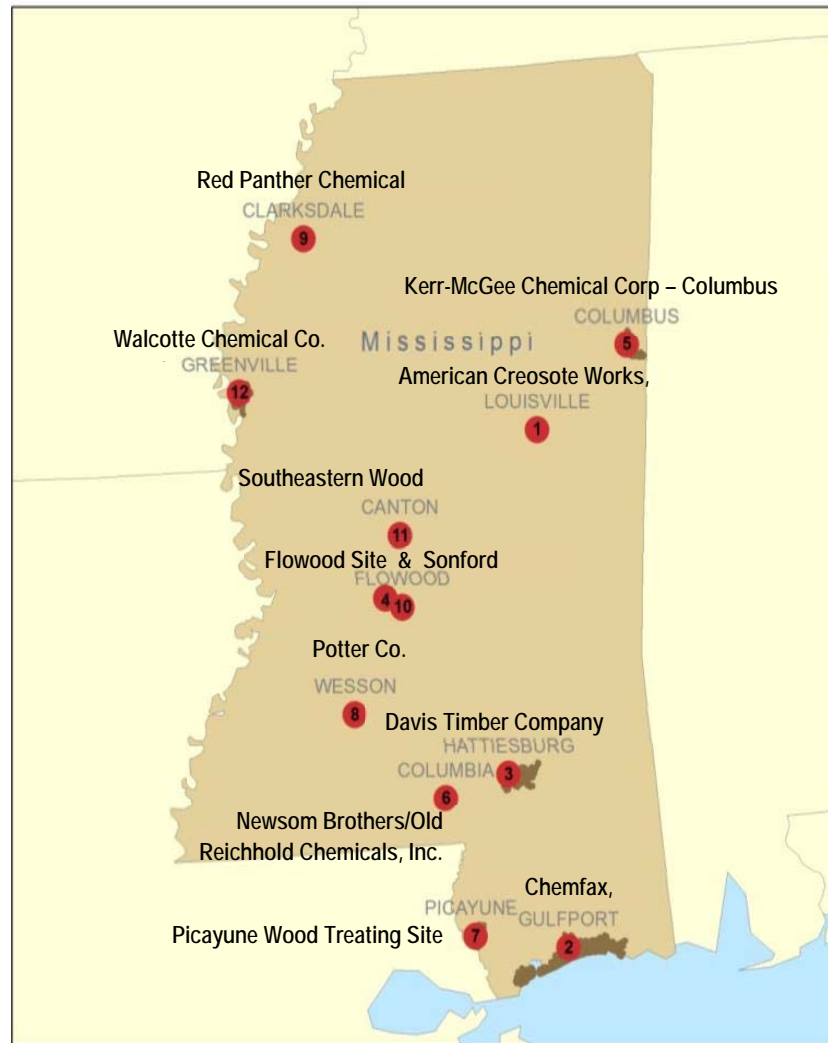 Red Panther Chemical
CLARKSDALE
9
Kerr-McGee Chemical Corp – Columbus
COLUMBUS
5
Walcotte Chemical Co.
Mississippi
GREENVILLE
12
American Creosote Works,
LOUISVILLE
1
Southeastern Wood
CANTON
11
Flowood Site & Sonford
FLOWOOD
4
10
Potter Co.
WESSON
8
Davis Timber Company
HATTIESBURG
COLUMBIA
3
6
Newsom Brothers/Old
Reichhold Chemicals, Inc.
Chemfax,
PICAYUNE
GULFPORT
Picayune Wood Treating Site
7
2